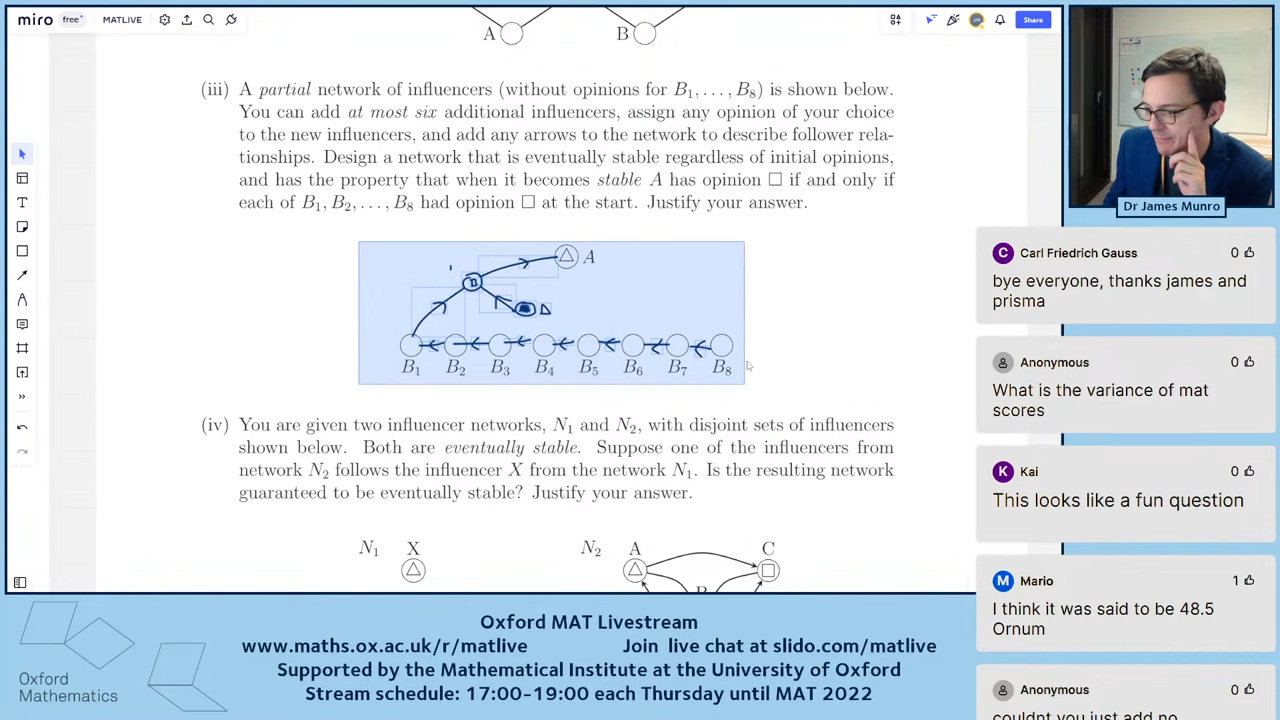 miro free MATLIVE
Share
A B
(iii) A partial network of influencers (without opinions for B1, . . . , B8) is shown below.
You can add at most six additional influencers, assign any opinion of your choice
to the new influencers, and add any arrows to the network to describe follower rela-
tionships. Design a network that is eventually stable regardless of initial opinions,
and has the property that when it becomes stable A has opinion □ if and only if
each of B1, B2, . . . , B8 had opinion □ at the start. Justify your answer.
A
B1 B2 B3 B4 B5 B6 B7 B8
(iv) You are given two influencer networks, N1 and N2, with disjoint sets of influencers
shown below. Both are eventually stable. Suppose one of the influencers from
network N2 follows the influencer X from the network N1. Is the resulting network
guaranteed to be eventually stable? Justify your answer.
N1 X N2 A C
Dr James Munro
Carl Friedrich Gauss 0
bye everyone, thanks james and
prisma
Anonymous 0
What is the variance of mat
scores
Kai 0
This looks like a fun question
Mario 1
I think it was said to be 48.5
Ornum
Anonymous 0
couldnt you just add no
Oxford
Mathematics
Oxford MAT Livestream
www.maths.ox.ac.uk/r/matlive Join live chat at slido.com/matlive
Supported by the Mathematical Institute at the University of Oxford
Stream schedule: 17:00-19:00 each Thursday until MAT 2022